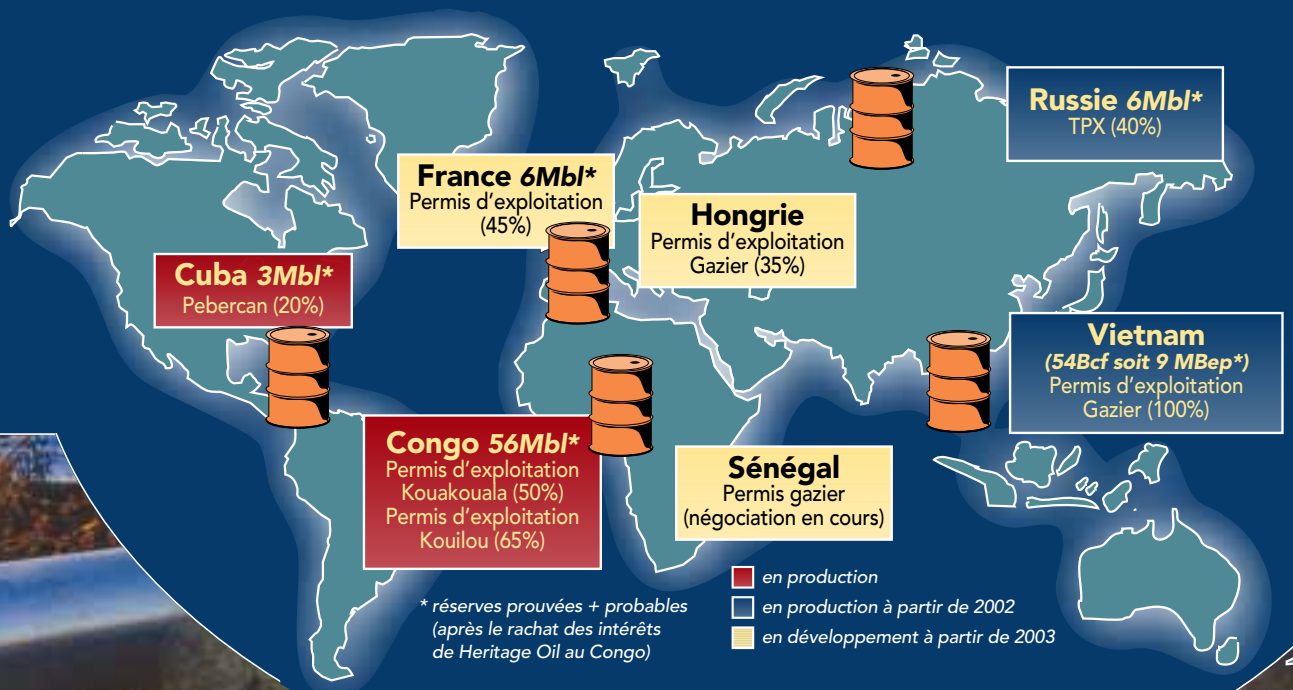 Russie 6Mbl*
TPX (40%)
France 6Mbl*
Permis d'exploitation
(45%)
Hongrie
Permis d'exploitation
Gazier (35%)
Cuba 3Mbl*
Pebercan (20%)
Vietnam
(54Bcf soit 9 MBep*)
Permis d'exploitation
Gazier (100%)
Congo 56Mbl*
Permis d'exploitation
Kouakouala (50%)
Permis d'exploitation
Kouilou (65%)
Sénégal
Permis gazier
(négociation en cours)
* réserves prouvées + probables
(après le rachat des intérêts
de Heritage Oil au Congo)
en production
en production à partir de 2002
en développement à partir de 2003